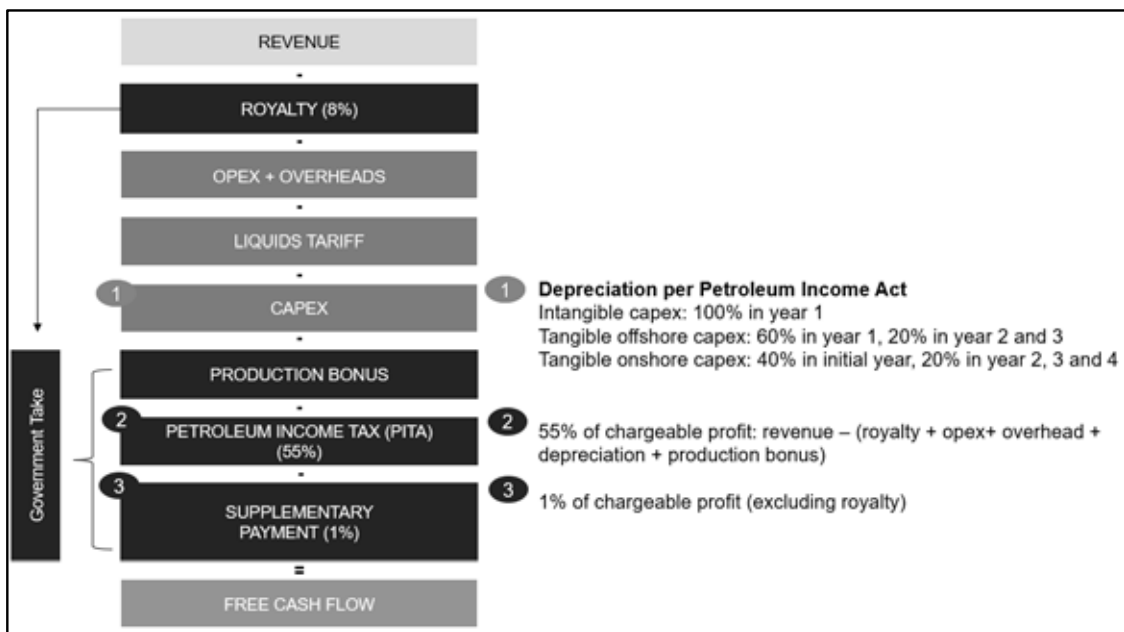 REVENUE
-
ROYALTY (8%)
-
OPEX + OVERHEADS
-
LIQUIDS TARIFF
-
1
CAPEX
1
Depreciation per Petroleum Income Act
Intangible capex: 100% in year 1
Tangible offshore capex: 60% in year 1, 20% in year 2 and 3
Tangible onshore capex: 40% in initial year, 20% in year 2, 3 and 4
-
Government Take
PRODUCTION BONUS
-
2
PETROLEUM INCOME TAX (PITA)
(55%)
2
55% of chargeable profit: revenue – (royalty + opex+ overhead +
depreciation + production bonus)
-
3
SUPPLEMENTARY
PAYMENT (1%)
3
1% of chargeable profit (excluding royalty)
=
FREE CASH FLOW